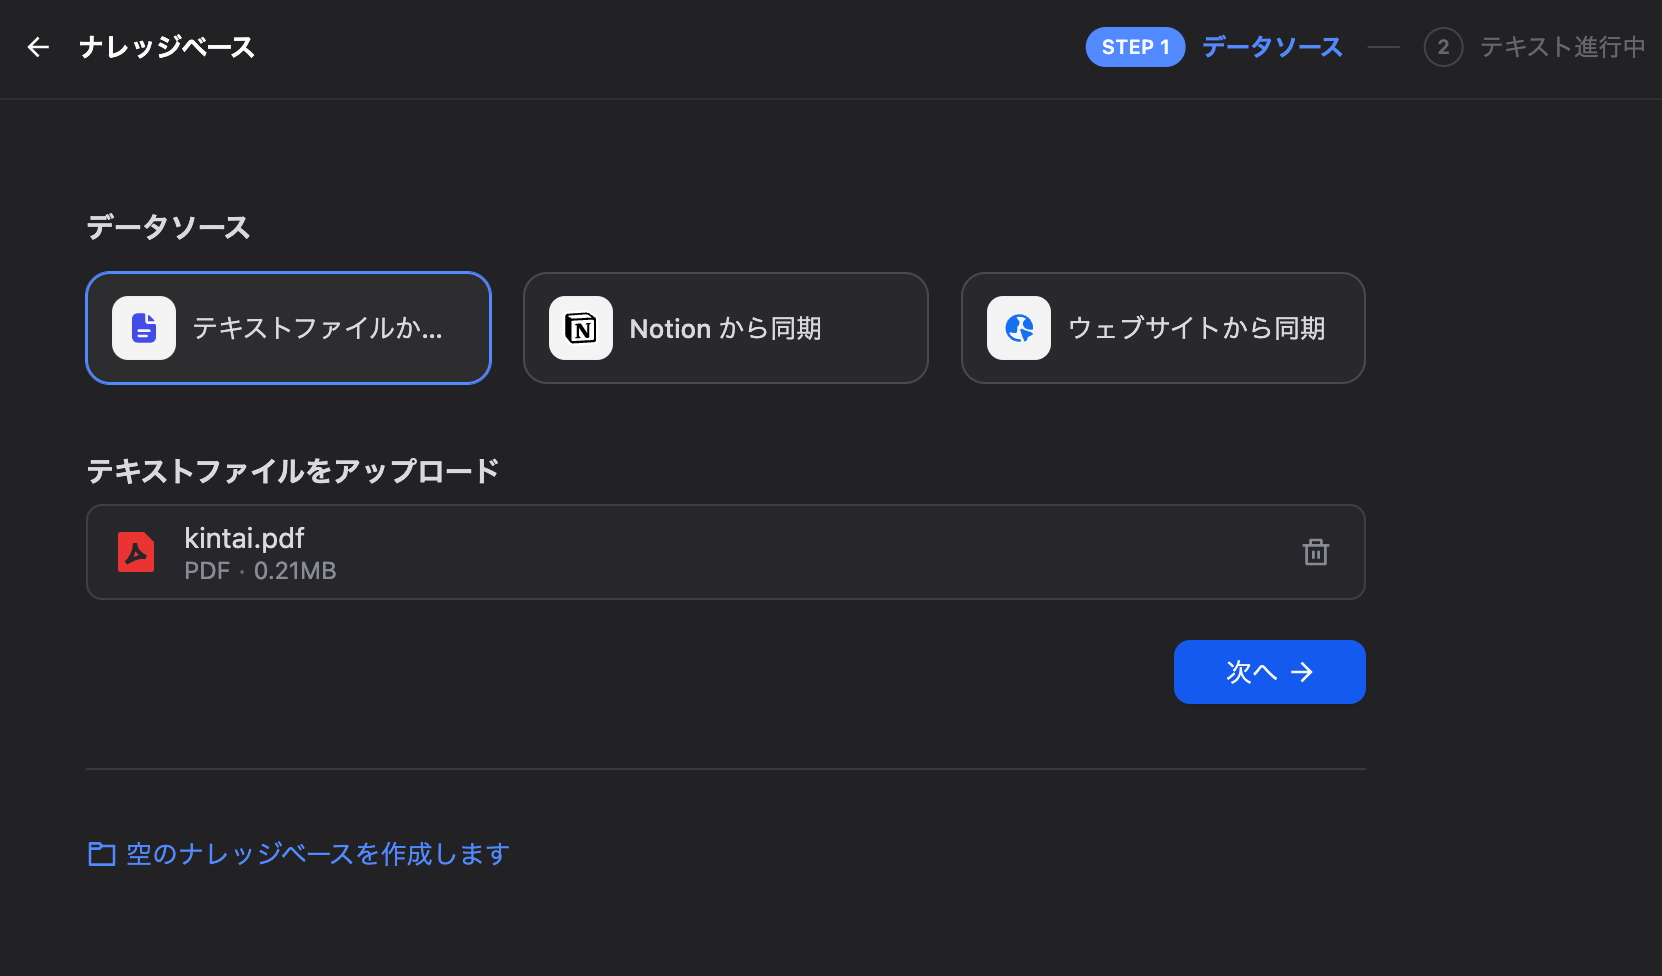 ナレッジベース
STEP 1 データソース 2 テキスト進行中
データソース
テキストファイルか...
Notion から同期
ウェブサイトから同期
テキストファイルをアップロード
kintai.pdf
PDF · 0.21MB
次へ
空のナレッジベースを作成します